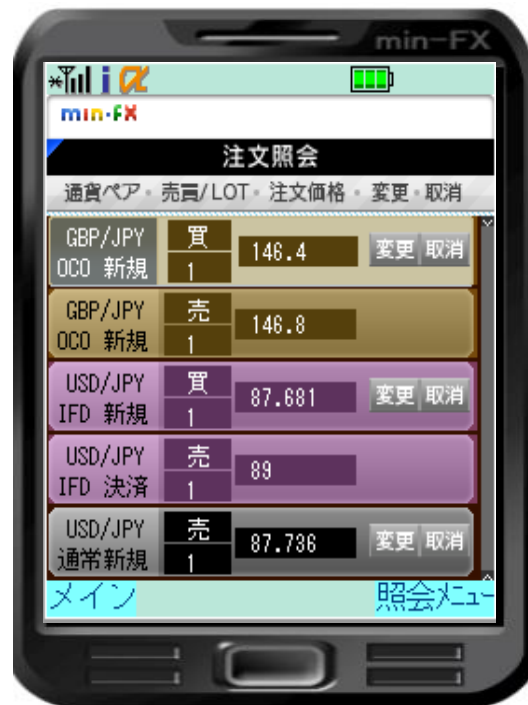 min-FX
i α
min-FX
注文照会
通貨ペア・売買/LOT・注文価格・変更・取消
GBP/JPY 買 146.4 変更 取消
OCO 新規 1
GBP/JPY 売 146.8
OCO 新規 1
USD/JPY 買 87.681 変更 取消
IFD 新規 1
USD/JPY 売 89
IFD 決済 1
USD/JPY 売 87.736 変更 取消
通常新規 1
メイン 照会メニュー